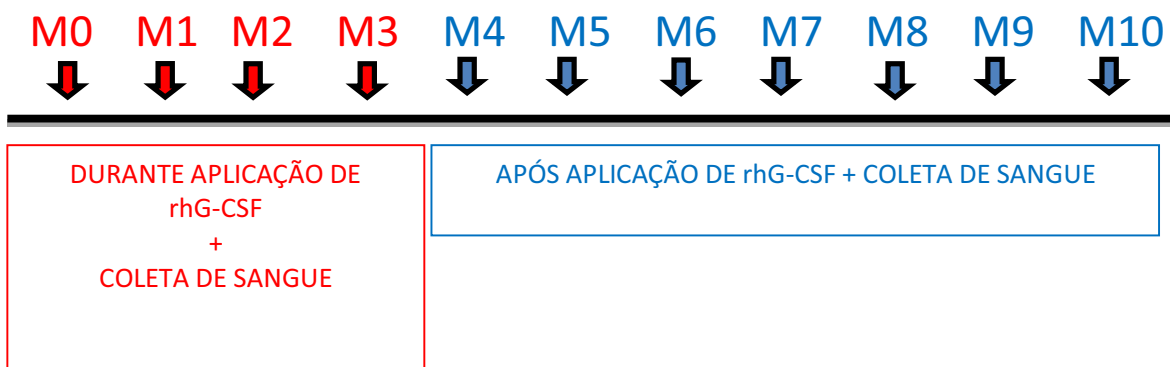 M0 M1 M2 M3 M4 M5 M6 M7 M8 M9 M10
DURANTE APLICAÇÃO DE
rhG-CSF
+
COLETA DE SANGUE
APÓS APLICAÇÃO DE rhG-CSF + COLETA DE SANGUE